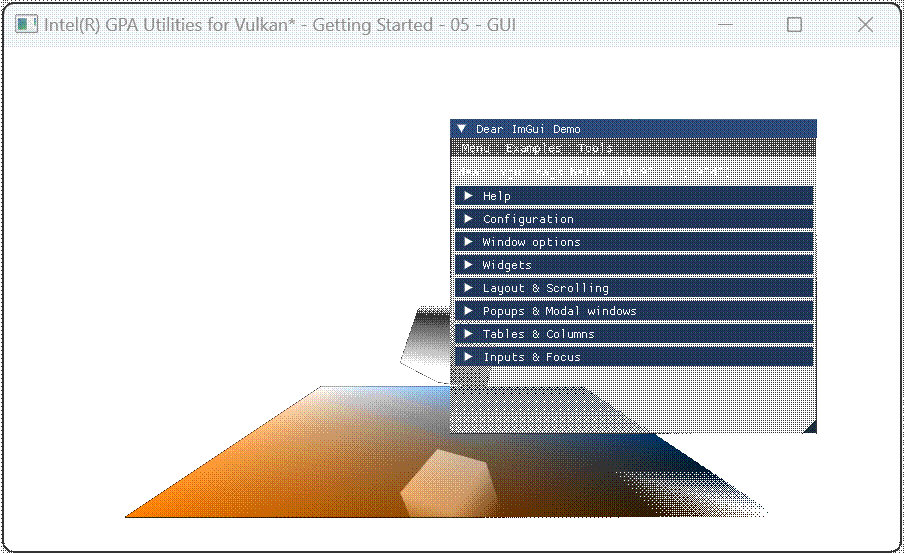 Intel(R) GPA Utilities for Vulkan* - Getting Started - 05 - GUI
Dear ImGui Demo
Menu Examples Tools
Help
Configuration
Window options
Widgets
Layout & Scrolling
Popups & Modal windows
Tables & Columns
Inputs & Focus